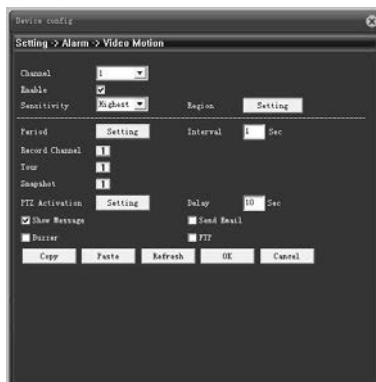 Device config
Setting -> Alarm -> Video Motion
Channel 1
Enable
Sensitivity Highest Region Setting
Period Setting Interval 1 Sec
Record Channel 1
Tour 1
Snapshot 1
PTZ Activation Setting Delay 10 Sec
Show Message Send Email
Buzzer FTP
Copy Paste Refresh OK Cancel